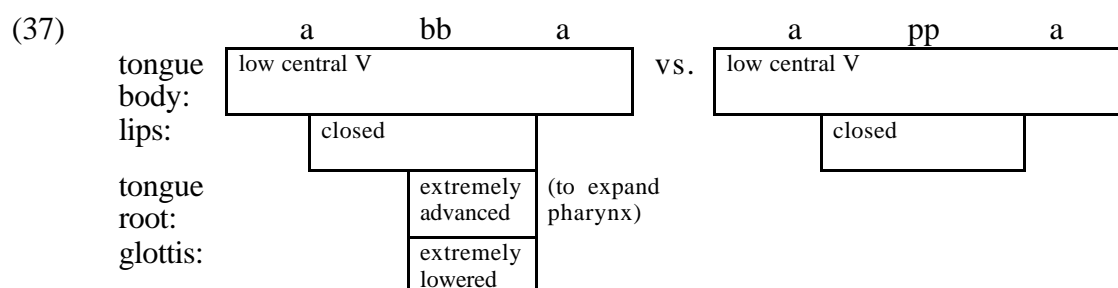 (37) a bb a a pp a
tongue low central V vs. low central V
body:
lips: closed closed
tongue extremely (to expand
root: advanced pharynx)
glottis: extremely
lowered